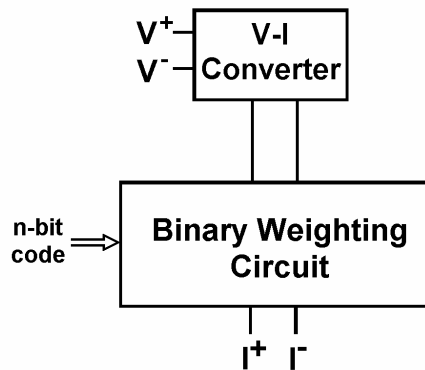 V+
V-
V-I
Converter
n-bit
code
Binary Weighting
Circuit
I+ I-